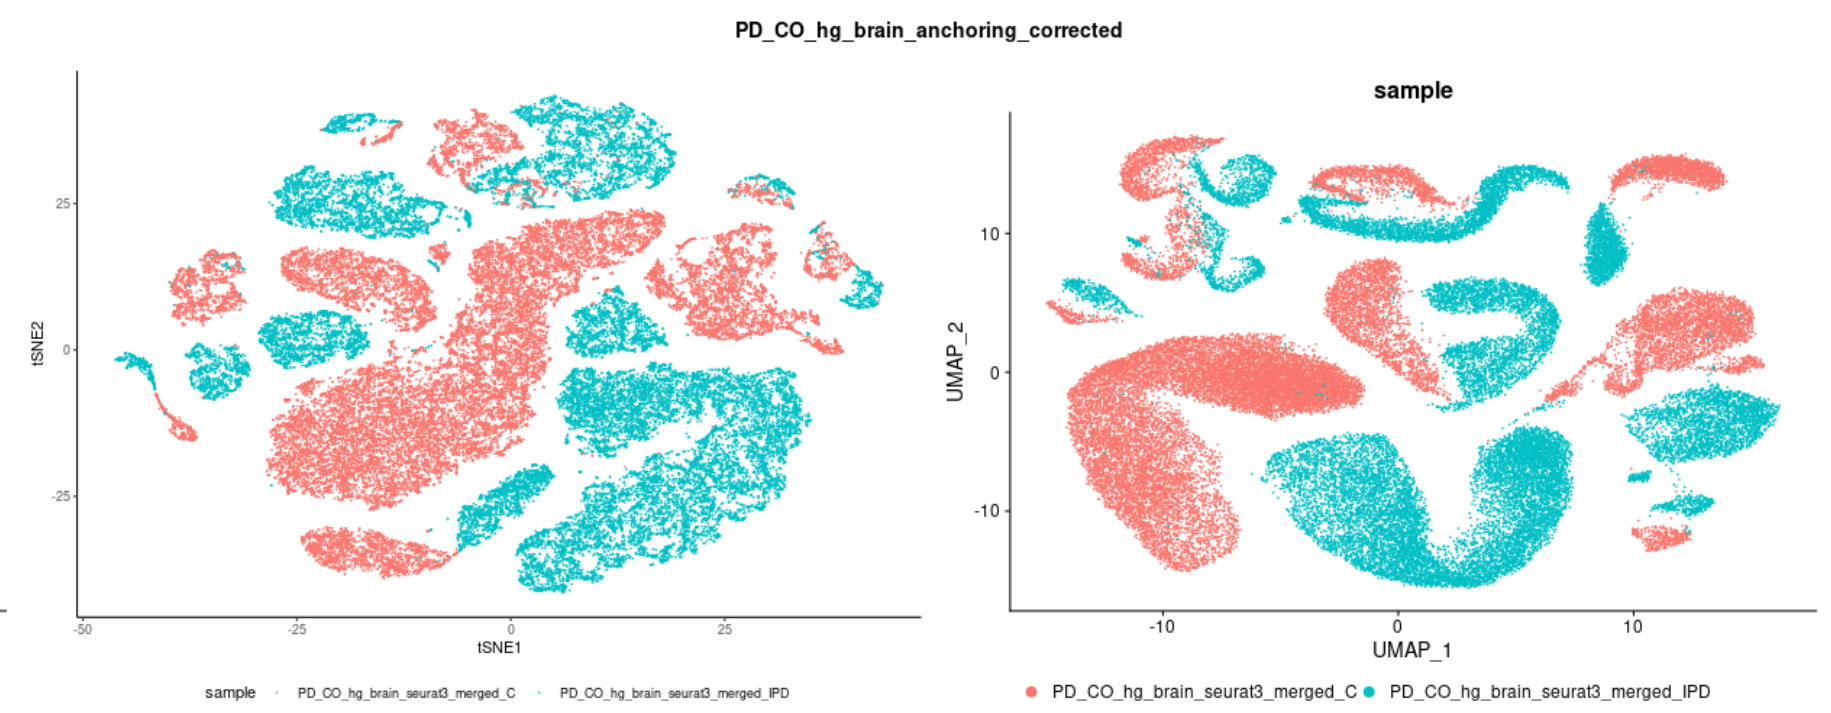 PD_CO_hg_brain_anchoring_corrected
tSNE2
25
0
-25
-50
-25
0
25
tSNE1
sample
PD_CO_hg_brain_seurat3_merged_C
PD_CO_hg_brain_seurat3_merged_IPD
sample
UMAP_2
10
0
-10
-10
0
10
UMAP_1
PD_CO_hg_brain_seurat3_merged_C
PD_CO_hg_brain_seurat3_merged_IPD